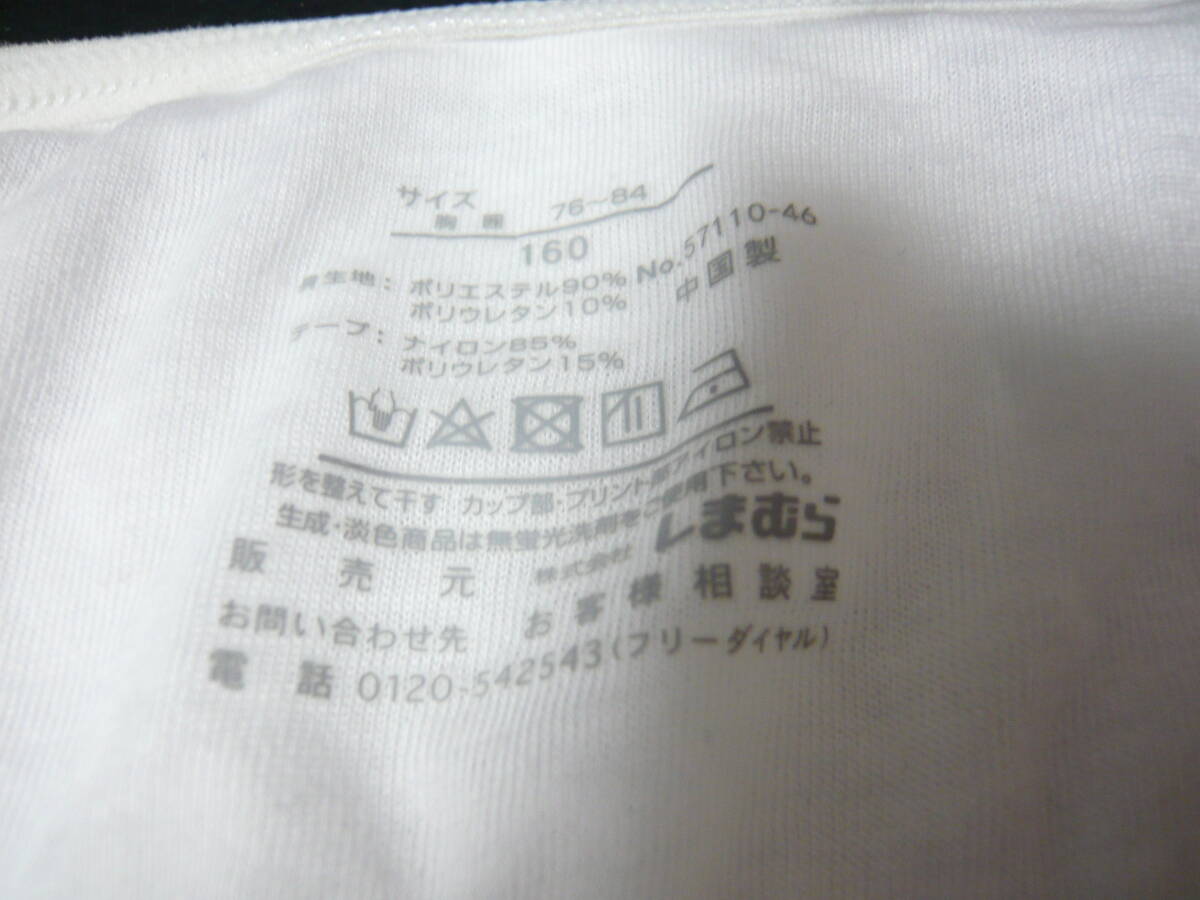 サイズ
胸囲 76~84
160
身生地: ポリエステル90% No.57110-46
ポリウレタン10% 中国製
テープ: ナイロン85%
ポリウレタン15%
形を整えて干す カップ部・プリント部アイロン禁止
生成・淡色商品は無蛍光洗剤をご使用下さい。
販売元 株式会社 しまむら
お問い合わせ先 お客様相談室
電話 0120-542543(フリーダイヤル)